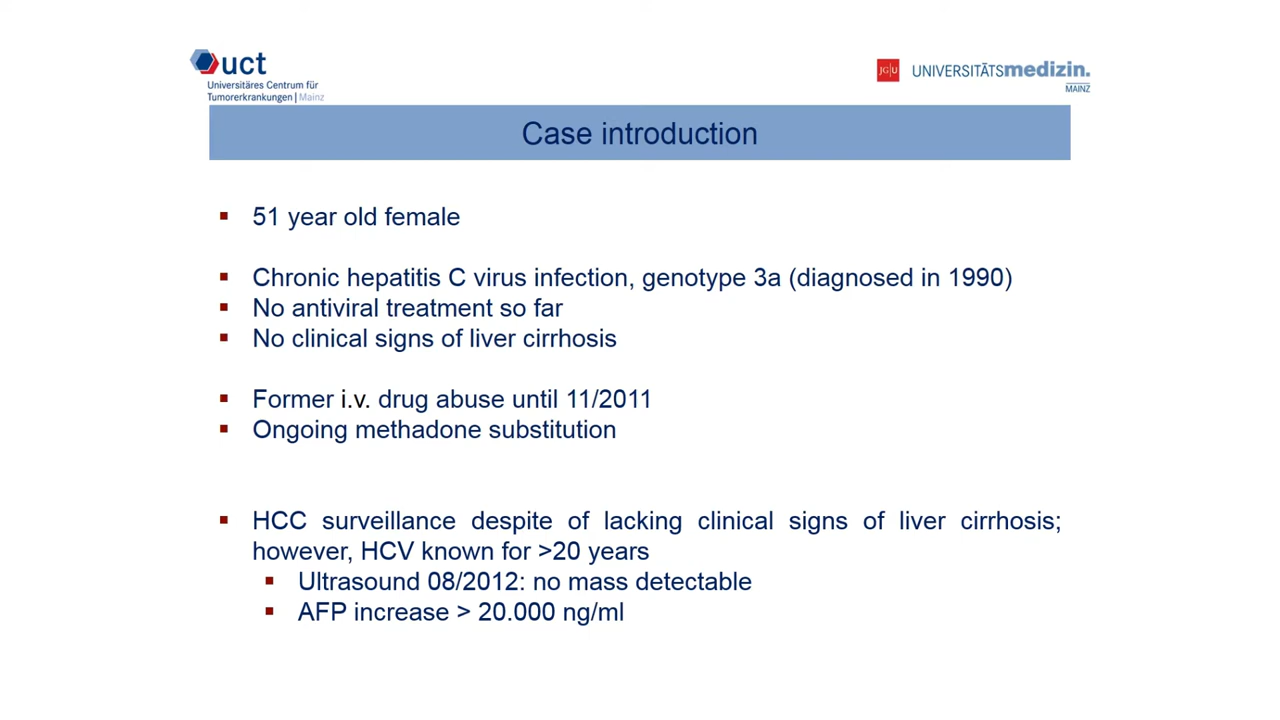 uct
Universitäres Centrum für
Tumorerkrankungen | Mainz
JG|U UNIVERSITÄTSmedizin.
MAINZ
Case introduction
▪ 51 year old female
▪ Chronic hepatitis C virus infection, genotype 3a (diagnosed in 1990)
▪ No antiviral treatment so far
▪ No clinical signs of liver cirrhosis
▪ Former i.v. drug abuse until 11/2011
▪ Ongoing methadone substitution
▪ HCC surveillance despite of lacking clinical signs of liver cirrhosis;
however, HCV known for >20 years
▪ Ultrasound 08/2012: no mass detectable
▪ AFP increase > 20.000 ng/ml